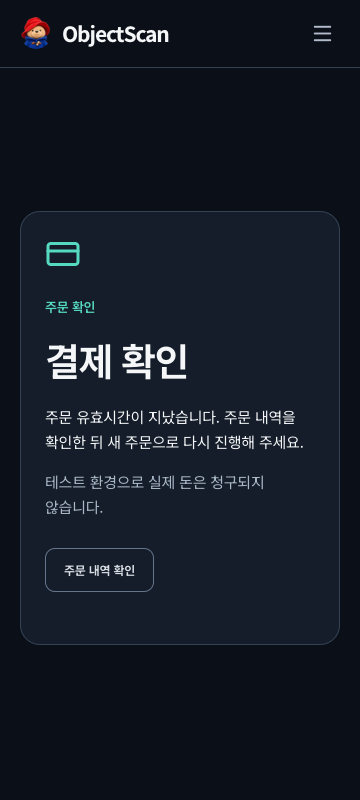 ObjectScan
주문 확인
결제 확인
주문 유효시간이 지났습니다. 주문 내역을
확인한 뒤 새 주문으로 다시 진행해 주세요.
테스트 환경으로 실제 돈은 청구되지
않습니다.
주문 내역 확인